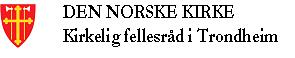 DEN NORSKE KIRKE
Kirkelig fellesråd i Trondheim